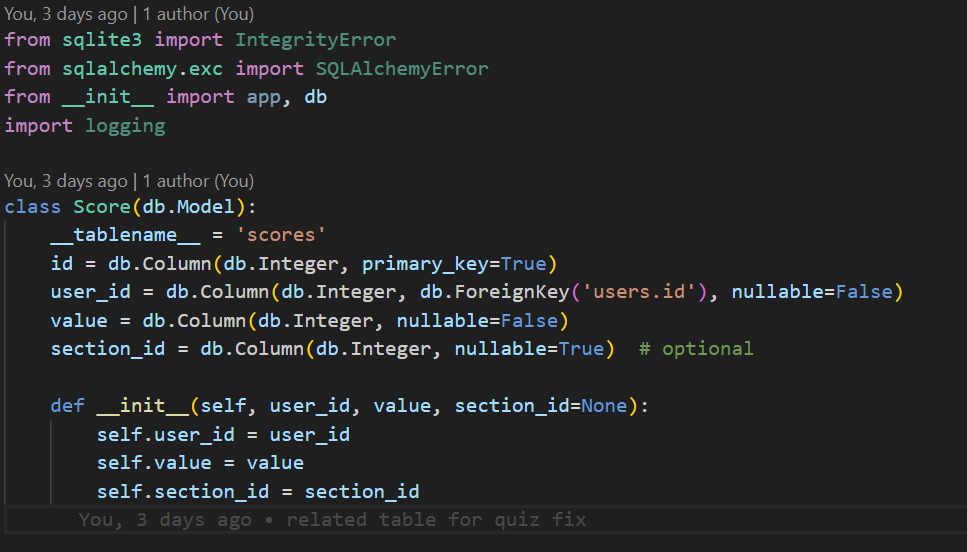 You, 3 days ago | 1 author (You)
from sqlite3 import IntegrityError
from sqlalchemy.exc import SQLAlchemyError
from __init__ import app, db
import logging
You, 3 days ago | 1 author (You)
class Score(db.Model):
    __tablename__ = 'scores'
    id = db.Column(db.Integer, primary_key=True)
    user_id = db.Column(db.Integer, db.ForeignKey('users.id'), nullable=False)
    value = db.Column(db.Integer, nullable=False)
    section_id = db.Column(db.Integer, nullable=True)  # optional
    def __init__(self, user_id, value, section_id=None):
        self.user_id = user_id
        self.value = value
        self.section_id = section_id
You, 3 days ago • related table for quiz fix